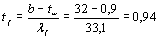 t_f = (b − t_w) / λ_f = (32 − 0,9) / 33,1 = 0,94